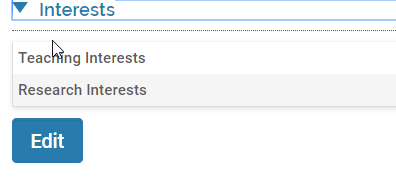 Interests
Teaching Interests
Research Interests
Edit